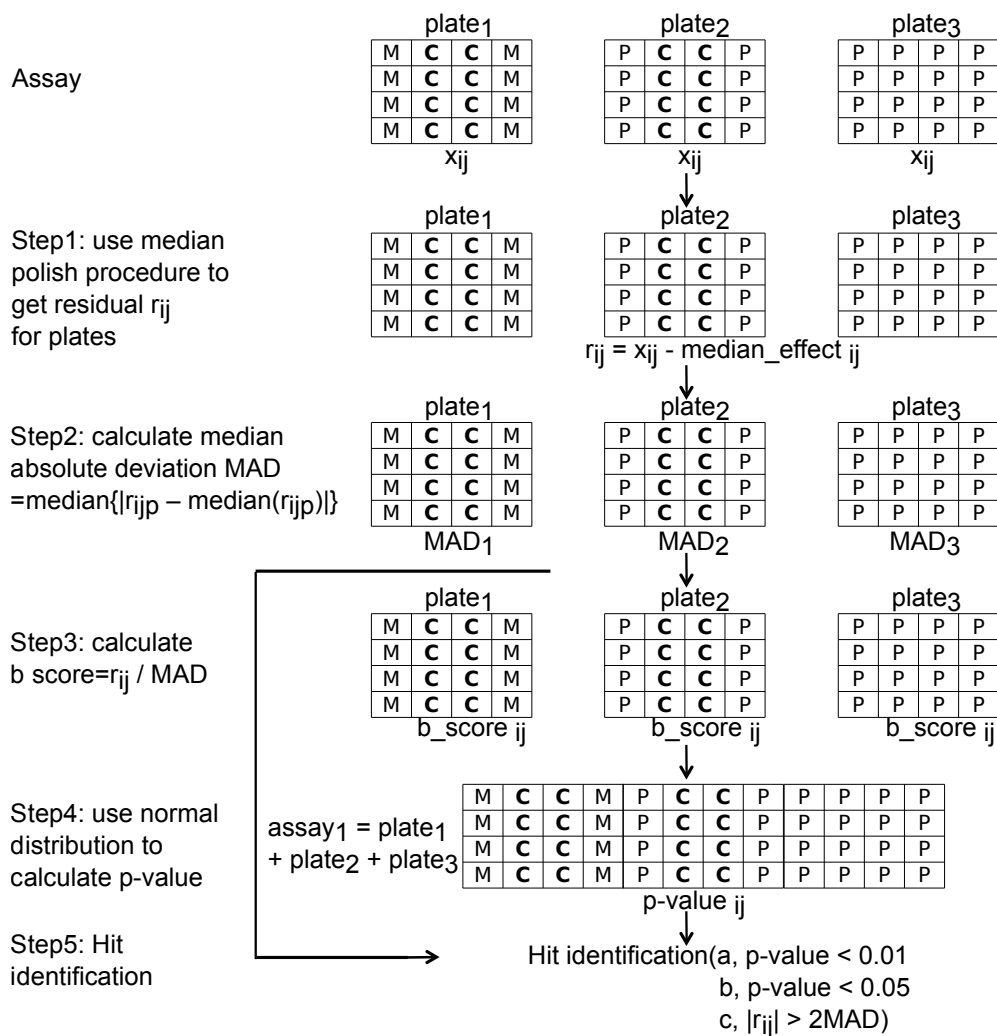 plate1 plate2 plate3
Assay
M C C M P C C P P P P P
M C C M P C C P P P P P
M C C M P C C P P P P P
M C C M P C C P P P P P
xij xij xij
plate1 plate2 plate3
Step1: use median
polish procedure to
get residual rij
for plates
M C C M P C C P P P P P
M C C M P C C P P P P P
M C C M P C C P P P P P
M C C M P C C P P P P P
rij = xij - median_effect ij
plate1 plate2 plate3
Step2: calculate median
absolute deviation MAD
=median{|rijp – median(rijp)|}
M C C M P C C P P P P P
M C C M P C C P P P P P
M C C M P C C P P P P P
M C C M P C C P P P P P
MAD1 MAD2 MAD3
plate1 plate2 plate3
Step3: calculate
b score=rij / MAD
M C C M P C C P P P P P
M C C M P C C P P P P P
M C C M P C C P P P P P
M C C M P C C P P P P P
b_score ij b_score ij b_score ij
Step4: use normal
distribution to
calculate p-value
assay1 = plate1
+ plate2 + plate3
M C C M P C C P P P P P
M C C M P C C P P P P P
M C C M P C C P P P P P
M C C M P C C P P P P P
p-value ij
Step5: Hit
identification
Hit identification(a, p-value < 0.01
b, p-value < 0.05
c, |rij| > 2MAD)